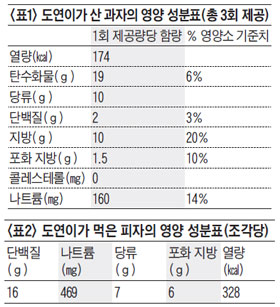 <표1> 도연이가 산 과자의 영양 성분표(총 3회 제공)
1회 제공량당 함량 % 영양소 기준치
열량(㎉) 174
탄수화물(g) 19 6%
당류(g) 10
단백질(g) 2 3%
지방(g) 10 20%
포화 지방(g) 1.5 10%
콜레스테롤(㎎) 0
나트륨(㎎) 160 14%
<표2> 도연이가 먹은 피자의 영양 성분표(조각당)
단백질 나트륨 당류 포화 지방 열량
(g) (㎎) (g) (g) (㎉)
16 469 7 6 328